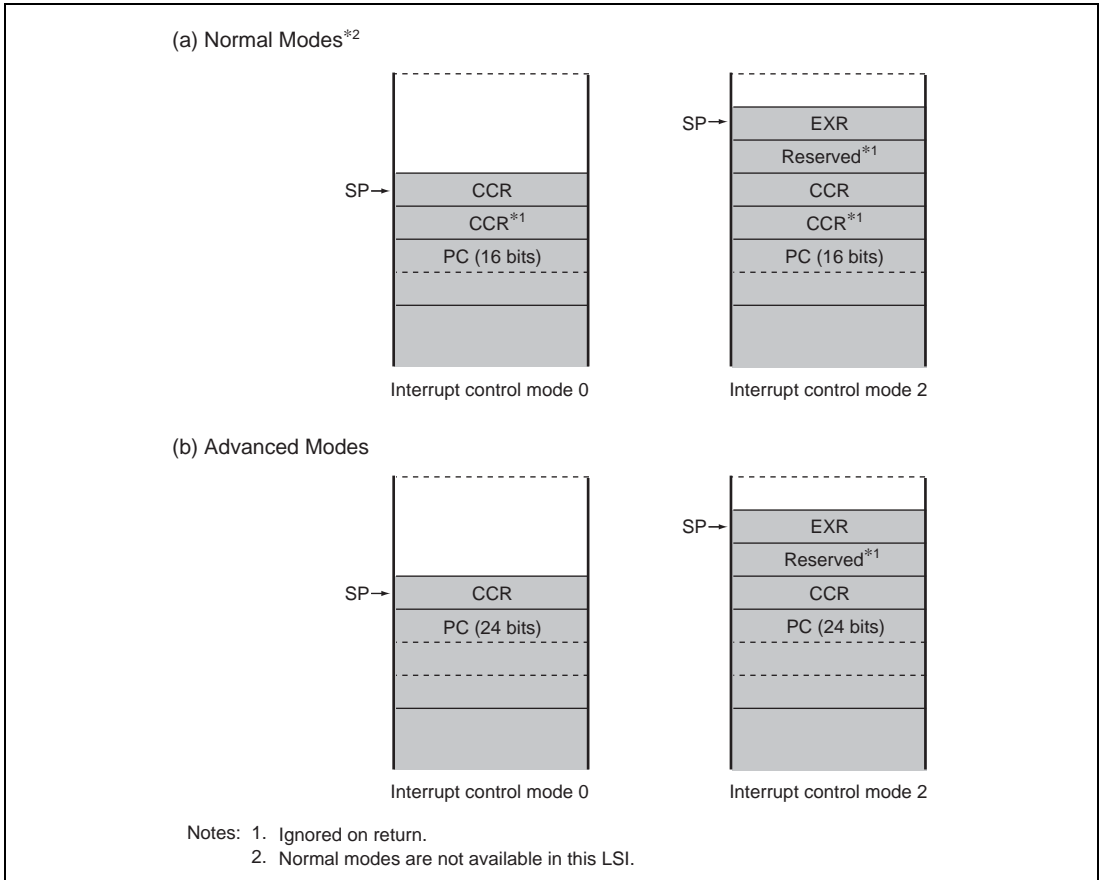 (a) Normal Modes*2
SP→
CCR
CCR*1
PC (16 bits)
Interrupt control mode 0
SP→
EXR
Reserved*1
CCR
CCR*1
PC (16 bits)
Interrupt control mode 2
(b) Advanced Modes
SP→
CCR
PC (24 bits)
Interrupt control mode 0
SP→
EXR
Reserved*1
CCR
PC (24 bits)
Interrupt control mode 2
Notes: 1. Ignored on return.
2. Normal modes are not available in this LSI.